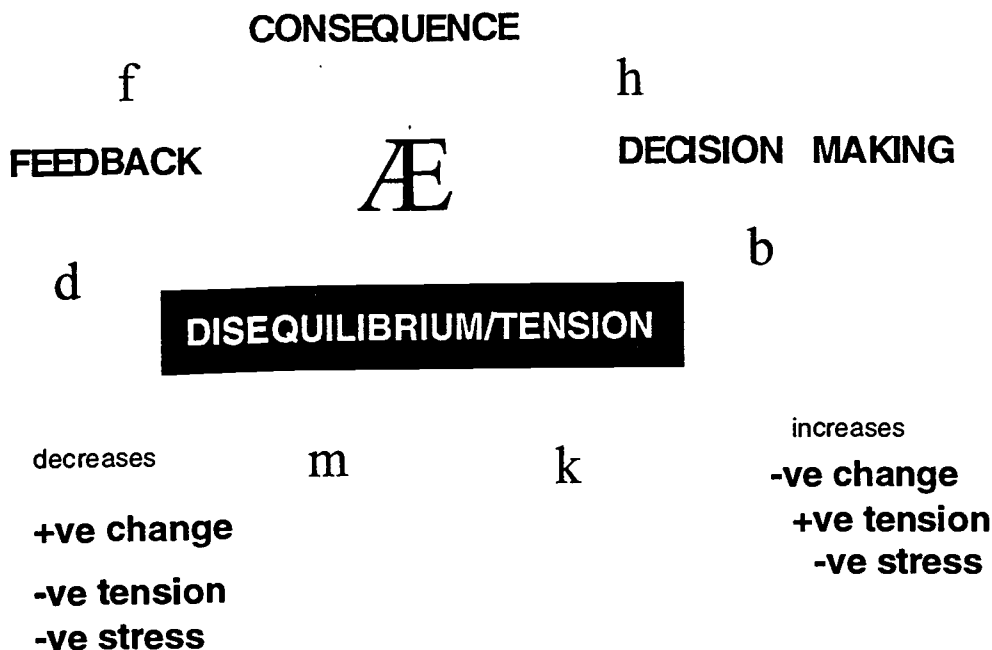 CONSEQUENCE
f h
FEEDBACK Æ DECISION MAKING
d b
DISEQUILIBRIUM/TENSION
decreases m k increases
-ve change
+ve change +ve tension
-ve stress
-ve tension
-ve stress